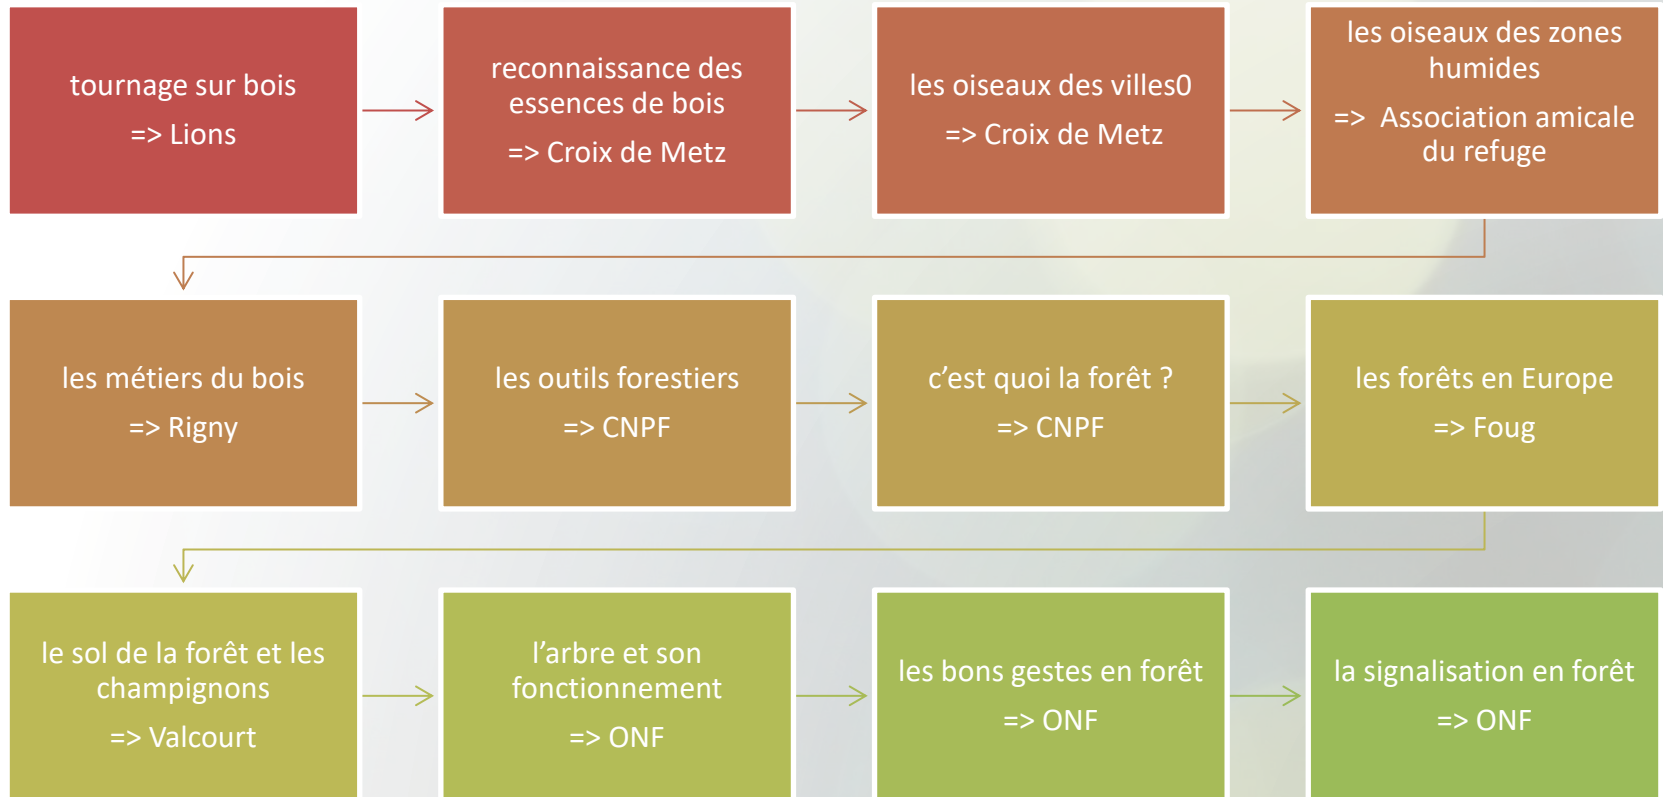 tournage sur bois
=> Lions
reconnaissance des
essences de bois
=> Croix de Metz
les oiseaux des villes0
=> Croix de Metz
les oiseaux des zones
humides
=> Association amicale
du refuge
les métiers du bois
=> Rigny
les outils forestiers
=> CNPF
c’est quoi la forêt ?
=> CNPF
les forêts en Europe
=> Foug
le sol de la forêt et les
champignons
=> Valcourt
l’arbre et son
fonctionnement
=> ONF
les bons gestes en forêt
=> ONF
la signalisation en forêt
=> ONF